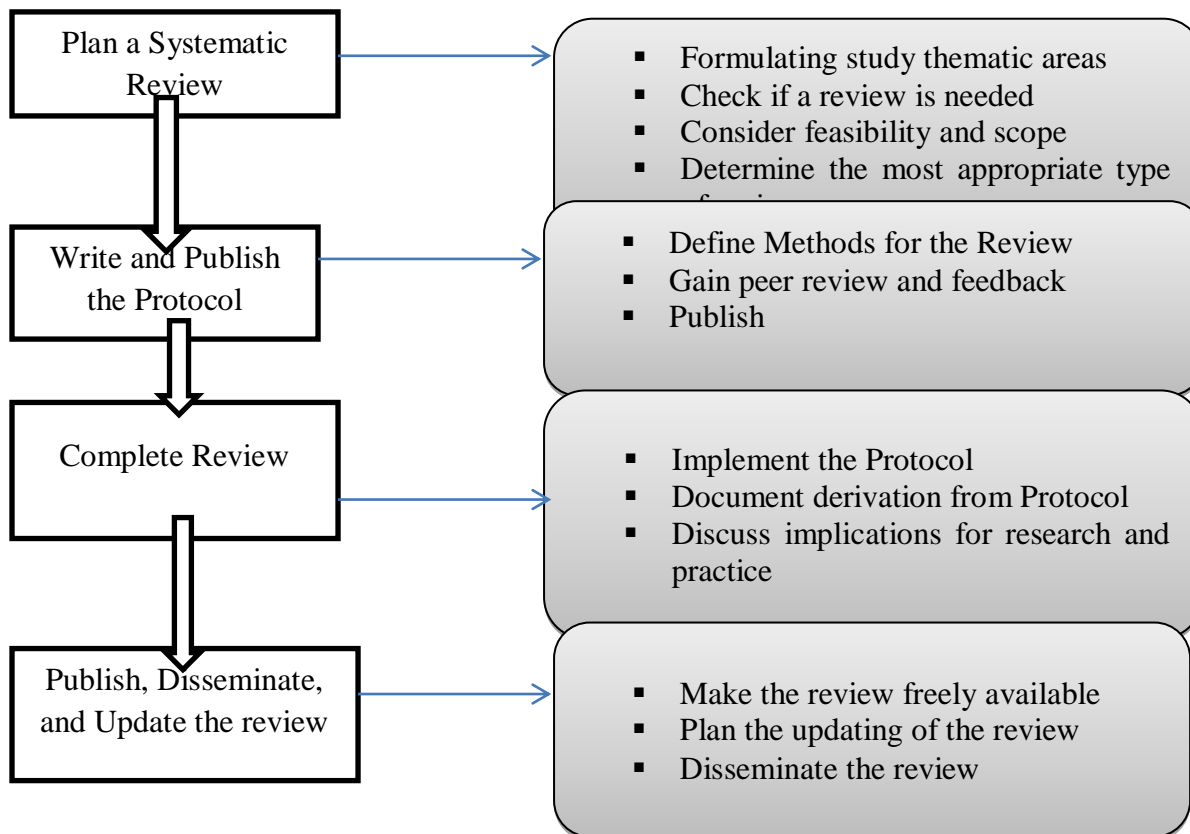 Plan a Systematic
Review
▪ Formulating study thematic areas
▪ Check if a review is needed
▪ Consider feasibility and scope
▪ Determine the most appropriate type
Write and Publish
the Protocol
▪ Define Methods for the Review
▪ Gain peer review and feedback
▪ Publish
Complete Review
▪ Implement the Protocol
▪ Document derivation from Protocol
▪ Discuss implications for research and
practice
Publish, Disseminate,
and Update the review
▪ Make the review freely available
▪ Plan the updating of the review
▪ Disseminate the review